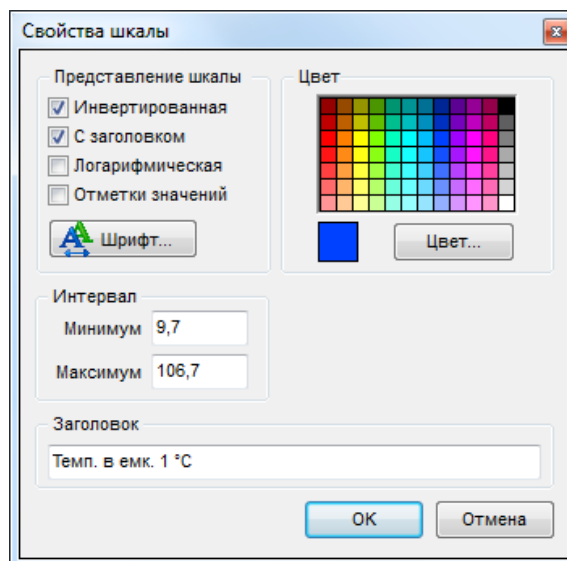 Свойства шкалы
Представление шкалы
Инвертированная
С заголовком
Логарифмическая
Отметки значений
Шрифт...
Цвет
Цвет...
Интервал
Минимум 9,7
Максимум 106,7
Заголовок
Темп. в емк. 1 °C
OK Отмена